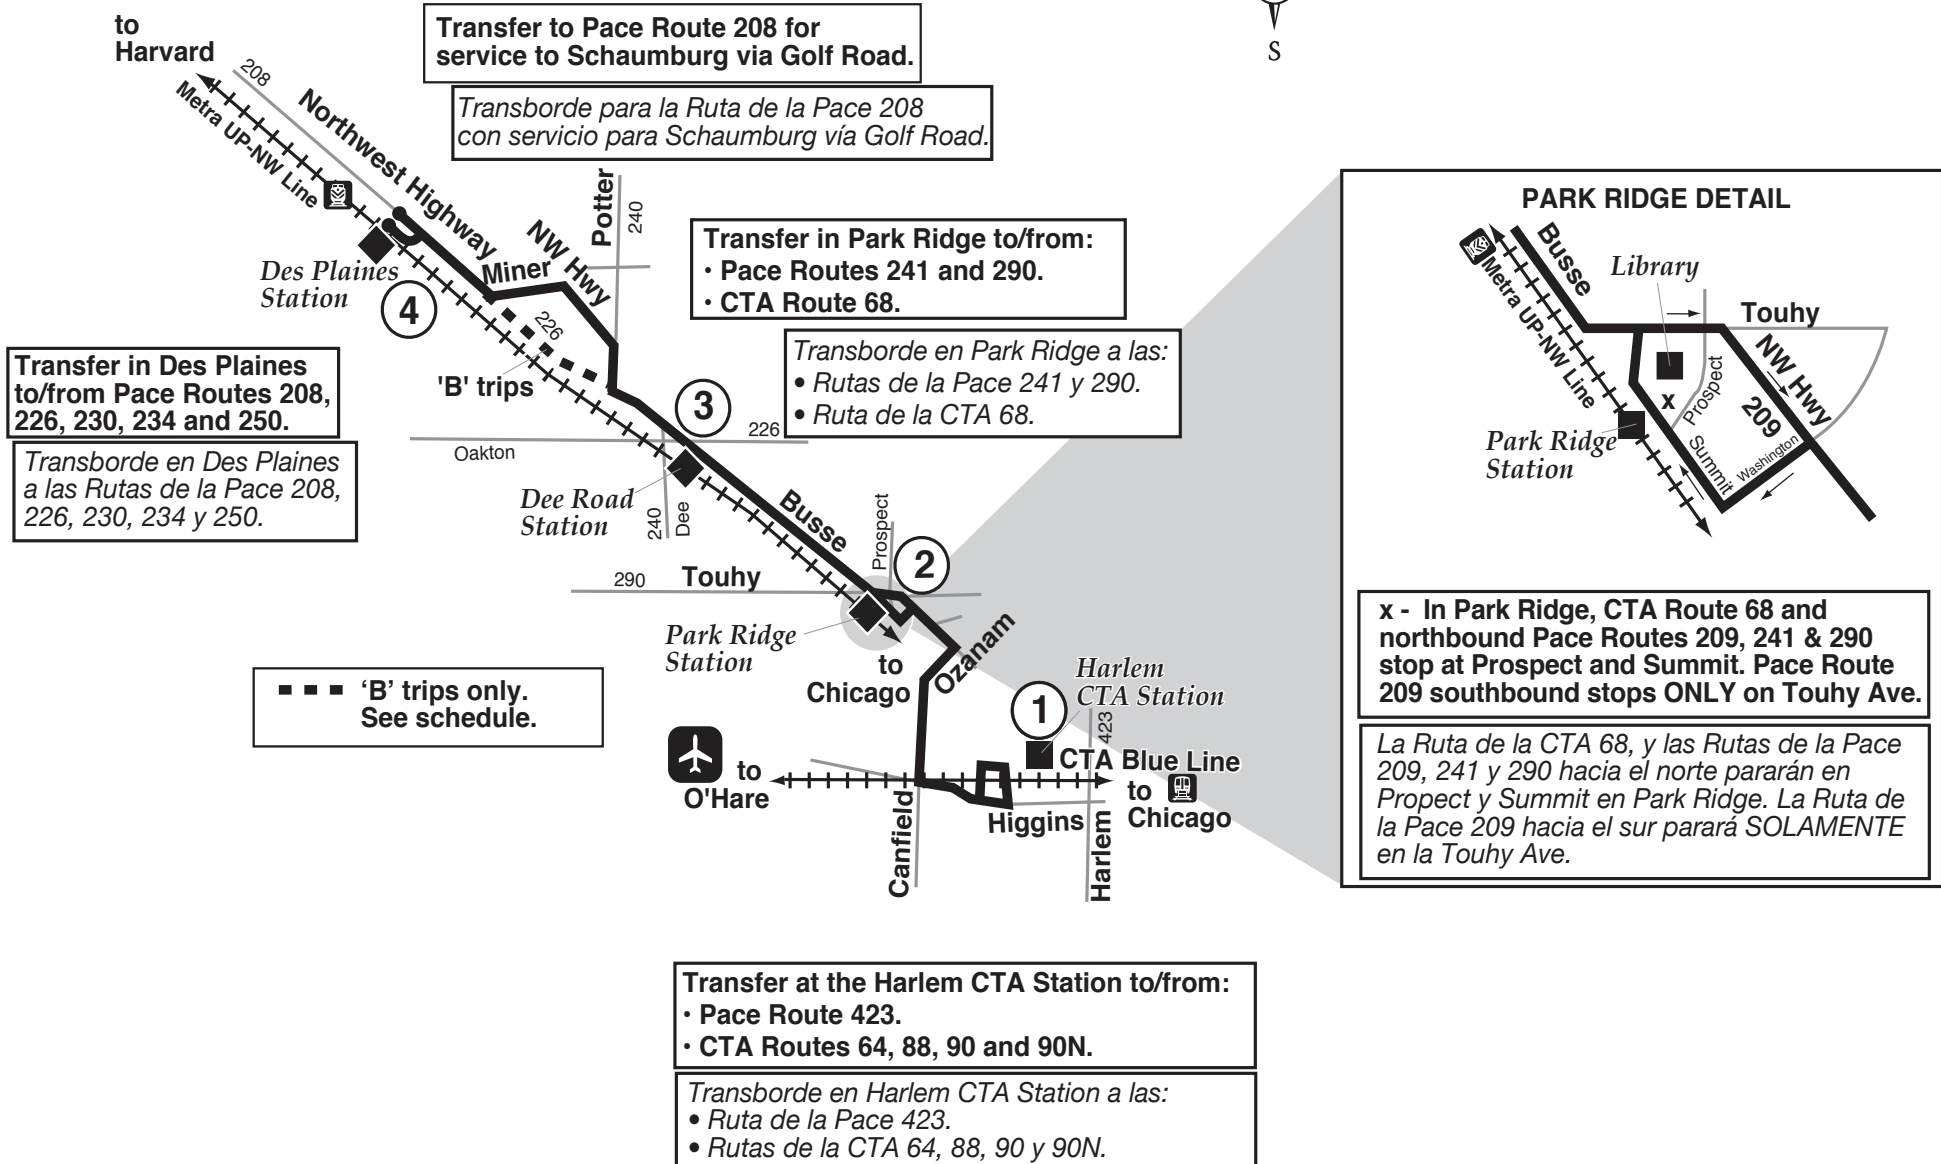 S
to
Harvard
208
Metra UP-NW Line
Northwest Highway
Transfer to Pace Route 208 for
service to Schaumburg via Golf Road.
Transborde para la Ruta de la Pace 208
con servicio para Schaumburg vía Golf Road.
Potter
240
NW Hwy
Miner
Des Plaines
Station
4
226
'B' trips
Transfer in Park Ridge to/from:
· Pace Routes 241 and 290.
· CTA Route 68.
Transborde en Park Ridge a las:
• Rutas de la Pace 241 y 290.
• Ruta de la CTA 68.
Transfer in Des Plaines
to/from Pace Routes 208,
226, 230, 234 and 250.
Transborde en Des Plaines
a las Rutas de la Pace 208,
226, 230, 234 y 250.
3
226
Oakton
Dee Road
Station
240
Dee
Busse
Prospect
2
290
Touhy
Park Ridge
Station
to
Chicago
Ozanam
Harlem
CTA Station
1
423
‘B’ trips only.
See schedule.
to
O'Hare
CTA Blue Line
to
Chicago
Canfield
Higgins
Harlem
PARK RIDGE DETAIL
Busse
Library
Touhy
Metra UP-NW Line
NW Hwy
Prospect
x
209
Park Ridge
Station
Summit
Washington
x - In Park Ridge, CTA Route 68 and
northbound Pace Routes 209, 241 & 290
stop at Prospect and Summit. Pace Route
209 southbound stops ONLY on Touhy Ave.
La Ruta de la CTA 68, y las Rutas de la Pace
209, 241 y 290 hacia el norte pararán en
Propect y Summit en Park Ridge. La Ruta de
la Pace 209 hacia el sur parará SOLAMENTE
en la Touhy Ave.
Transfer at the Harlem CTA Station to/from:
· Pace Route 423.
· CTA Routes 64, 88, 90 and 90N.
Transborde en Harlem CTA Station a las:
• Ruta de la Pace 423.
• Rutas de la CTA 64, 88, 90 y 90N.